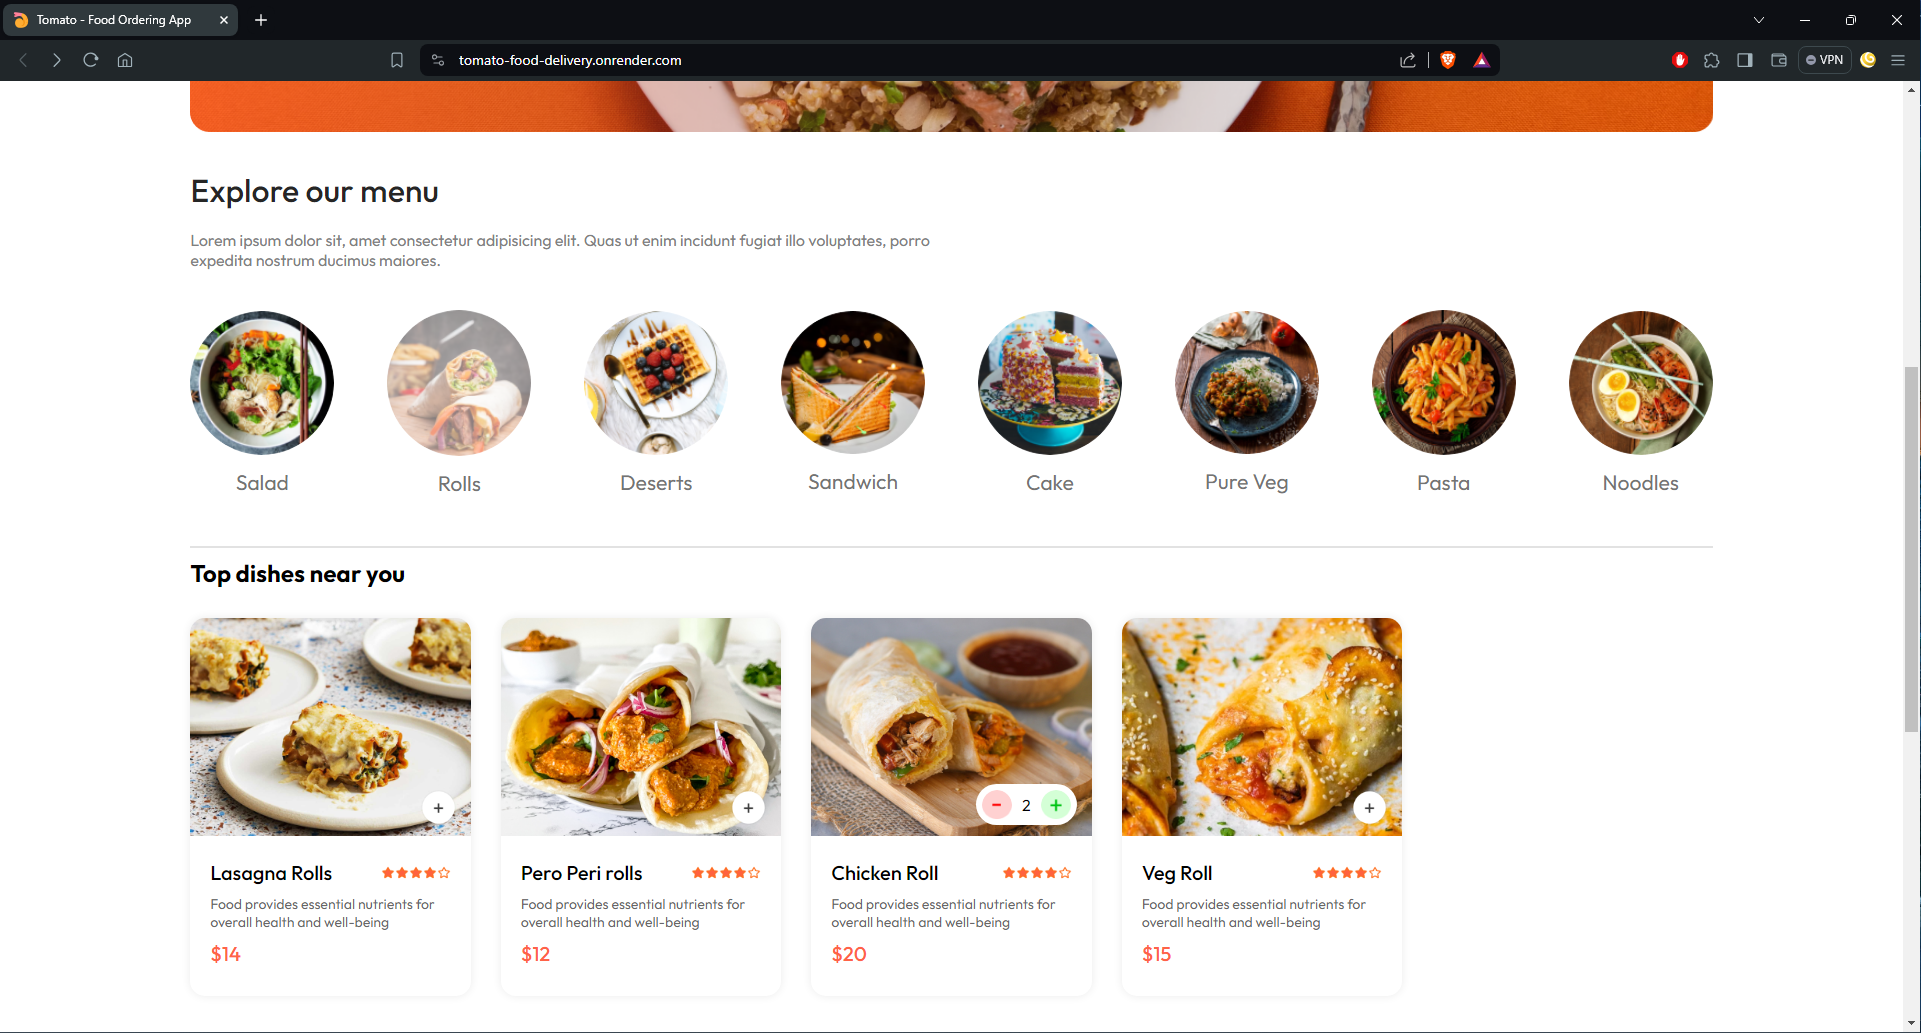 Tomato - Food Ordering App
tomato-food-delivery.onrender.com
VPN
Explore our menu
Lorem ipsum dolor sit, amet consectetur adipisicing elit. Quas ut enim incidunt fugiat illo voluptates, porro
expedita nostrum ducimus maiores.
Salad Rolls Deserts Sandwich Cake Pure Veg Pasta Noodles
Top dishes near you
2
Lasagna Rolls
Food provides essential nutrients for
overall health and well-being
$14
Pero Peri rolls
Food provides essential nutrients for
overall health and well-being
$12
Chicken Roll
Food provides essential nutrients for
overall health and well-being
$20
Veg Roll
Food provides essential nutrients for
overall health and well-being
$15